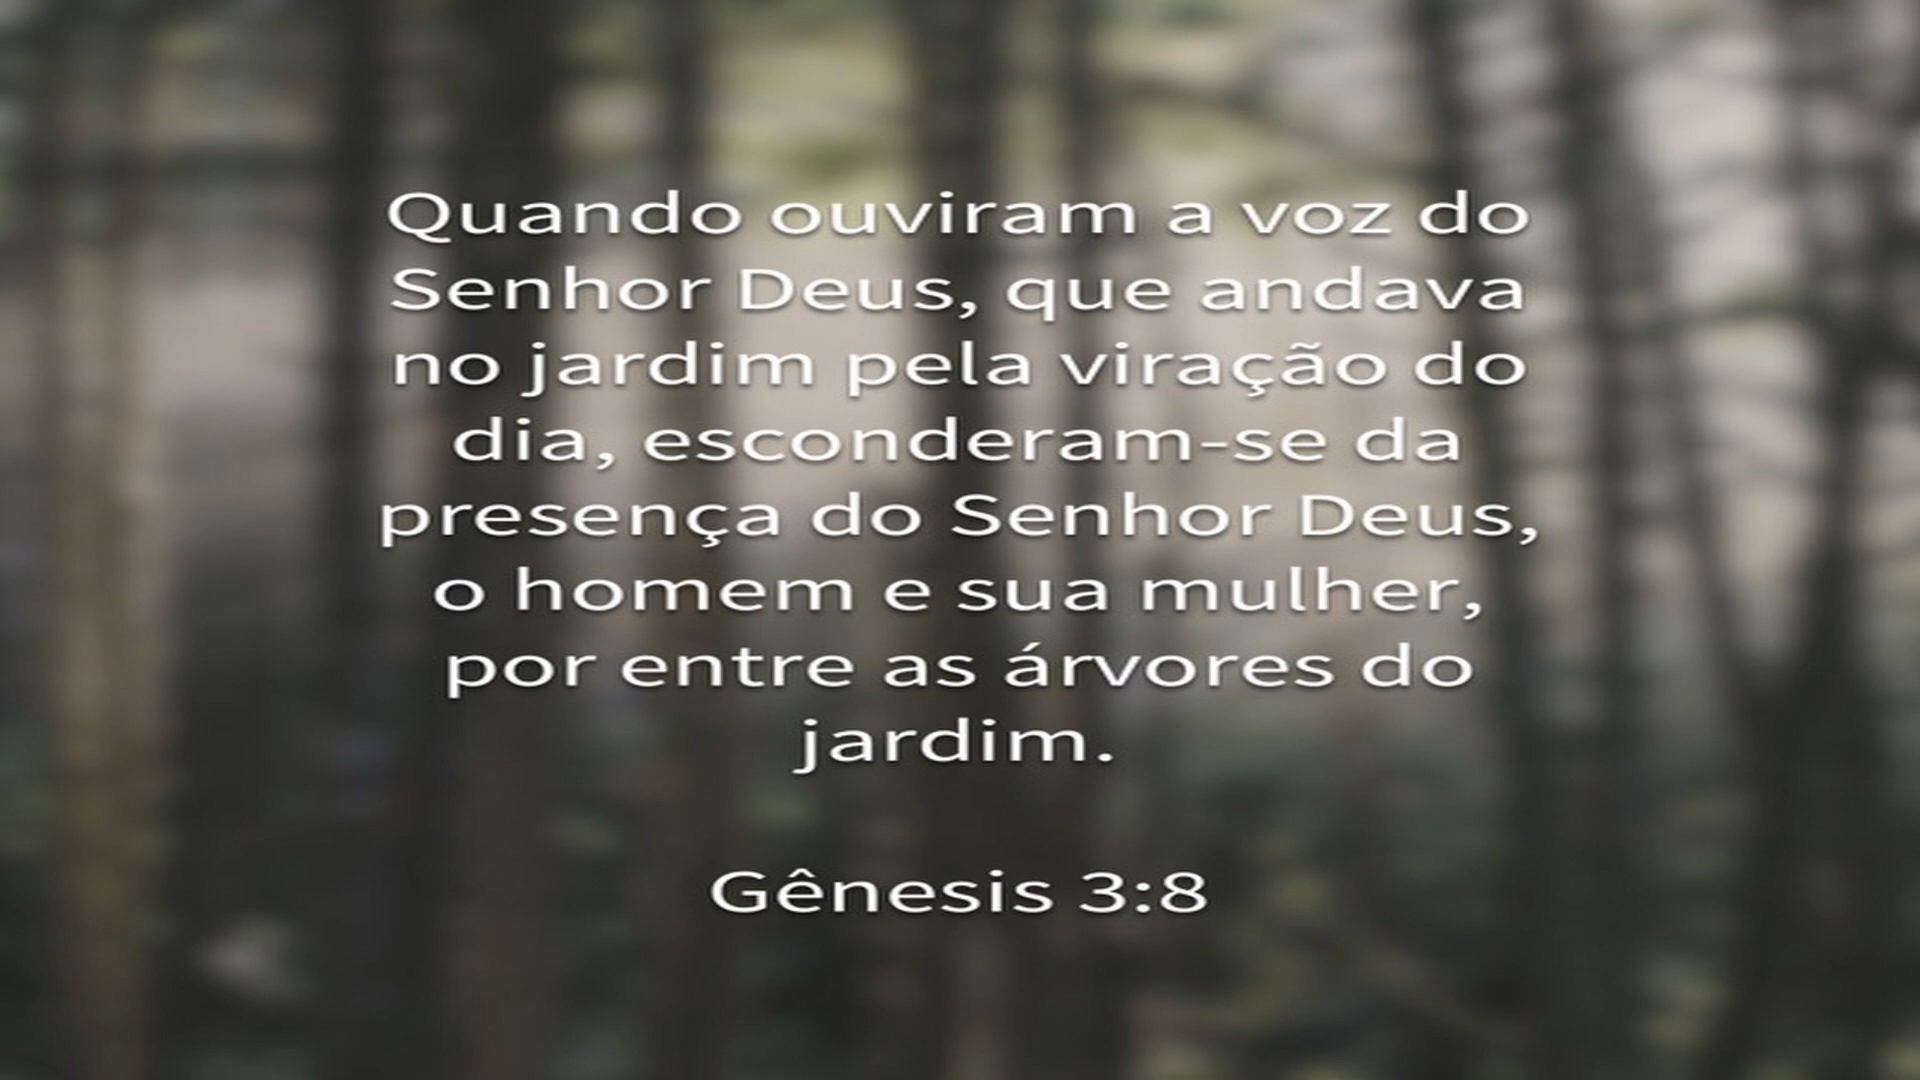 Quando ouviram a voz do
Senhor Deus, que andava
no jardim pela viração do
dia, esconderam-se da
presença do Senhor Deus,
o homem e sua mulher,
por entre as árvores do
jardim.
Gênesis 3:8